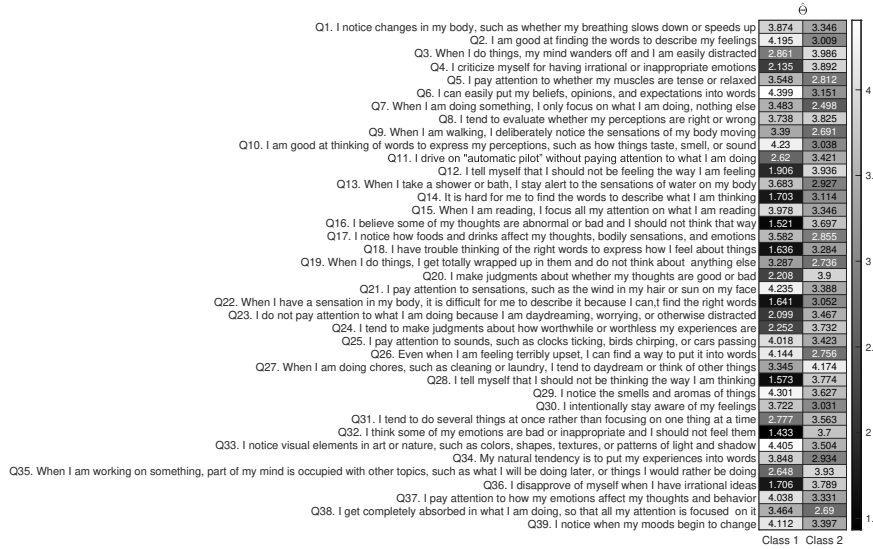 Θ̂
Q1. I notice changes in my body, such as whether my breathing slows down or speeds up 3.874 3.346
Q2. I am good at finding the words to describe my feelings 4.195 3.009
Q3. When I do things, my mind wanders off and I am easily distracted 2.861 3.986
Q4. I criticize myself for having irrational or inappropriate emotions 2.135 3.892
Q5. I pay attention to whether my muscles are tense or relaxed 3.548 2.812
Q6. I can easily put my beliefs, opinions, and expectations into words 4.399 3.151
Q7. When I am doing something, I only focus on what I am doing, nothing else 3.483 2.498
Q8. I tend to evaluate whether my perceptions are right or wrong 3.738 3.825
Q9. When I am walking, I deliberately notice the sensations of my body moving 3.39 2.691
Q10. I am good at thinking of words to express my perceptions, such as how things taste, smell, or sound 4.23 3.038
Q11. I drive on "automatic pilot" without paying attention to what I am doing 2.62 3.421
Q12. I tell myself that I should not be feeling the way I am feeling 1.906 3.936
Q13. When I take a shower or bath, I stay alert to the sensations of water on my body 3.683 2.927
Q14. It is hard for me to find the words to describe what I am thinking 1.703 3.114
Q15. When I am reading, I focus all my attention on what I am reading 3.978 3.346
Q16. I believe some of my thoughts are abnormal or bad and I should not think that way 1.521 3.697
Q17. I notice how foods and drinks affect my thoughts, bodily sensations, and emotions 3.582 2.855
Q18. I have trouble thinking of the right words to express how I feel about things 1.636 3.284
Q19. When I do things, I get totally wrapped up in them and do not think about anything else 3.287 2.736
Q20. I make judgments about whether my thoughts are good or bad 2.208 3.9
Q21. I pay attention to sensations, such as the wind in my hair or sun on my face 4.235 3.388
Q22. When I have a sensation in my body, it is difficult for me to describe it because I can,t find the right words 1.641 3.052
Q23. I do not pay attention to what I am doing because I am daydreaming, worrying, or otherwise distracted 2.099 3.467
Q24. I tend to make judgments about how worthwhile or worthless my experiences are 2.252 3.732
Q25. I pay attention to sounds, such as clocks ticking, birds chirping, or cars passing 4.018 3.423
Q26. Even when I am feeling terribly upset, I can find a way to put it into words 4.144 2.756
Q27. When I am doing chores, such as cleaning or laundry, I tend to daydream or think of other things 3.345 4.174
Q28. I tell myself that I should not be thinking the way I am thinking 1.573 3.774
Q29. I notice the smells and aromas of things 4.301 3.627
Q30. I intentionally stay aware of my feelings 3.722 3.031
Q31. I tend to do several things at once rather than focusing on one thing at a time 2.777 3.563
Q32. I think some of my emotions are bad or inappropriate and I should not feel them 1.433 3.7
Q33. I notice visual elements in art or nature, such as colors, shapes, textures, or patterns of light and shadow 4.405 3.504
Q34. My natural tendency is to put my experiences into words 3.848 2.934
Q35. When I am working on something, part of my mind is occupied with other topics, such as what I will be doing later, or things I would rather be doing 2.648 3.93
Q36. I disapprove of myself when I have irrational ideas 1.706 3.789
Q37. I pay attention to how my emotions affect my thoughts and behavior 4.038 3.331
Q38. I get completely absorbed in what I am doing, so that all my attention is focused on it 3.464 2.69
Q39. I notice when my moods begin to change 4.112 3.397
Class 1 Class 2
4
3.
3
2.
2
1.